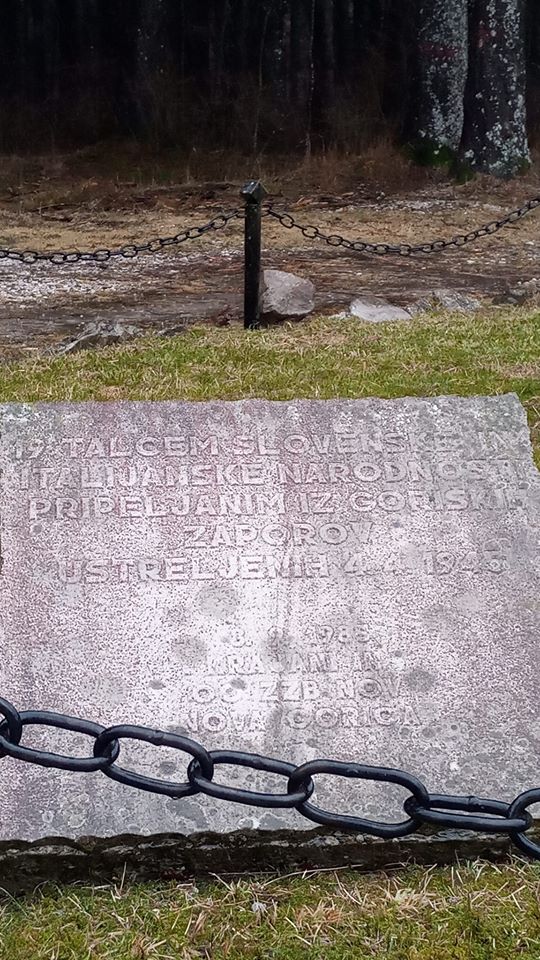 19 TALCEM SLOVENSKE IN
ITALIJANSKE NARODNOSTI
PRIPELJANIM IZ GORIŠKIH
ZAPOROV
USTRELJENIH 4. 4. 1945
1985
KRAJANI IN
OO ZZB NOV
NOVA GORICA